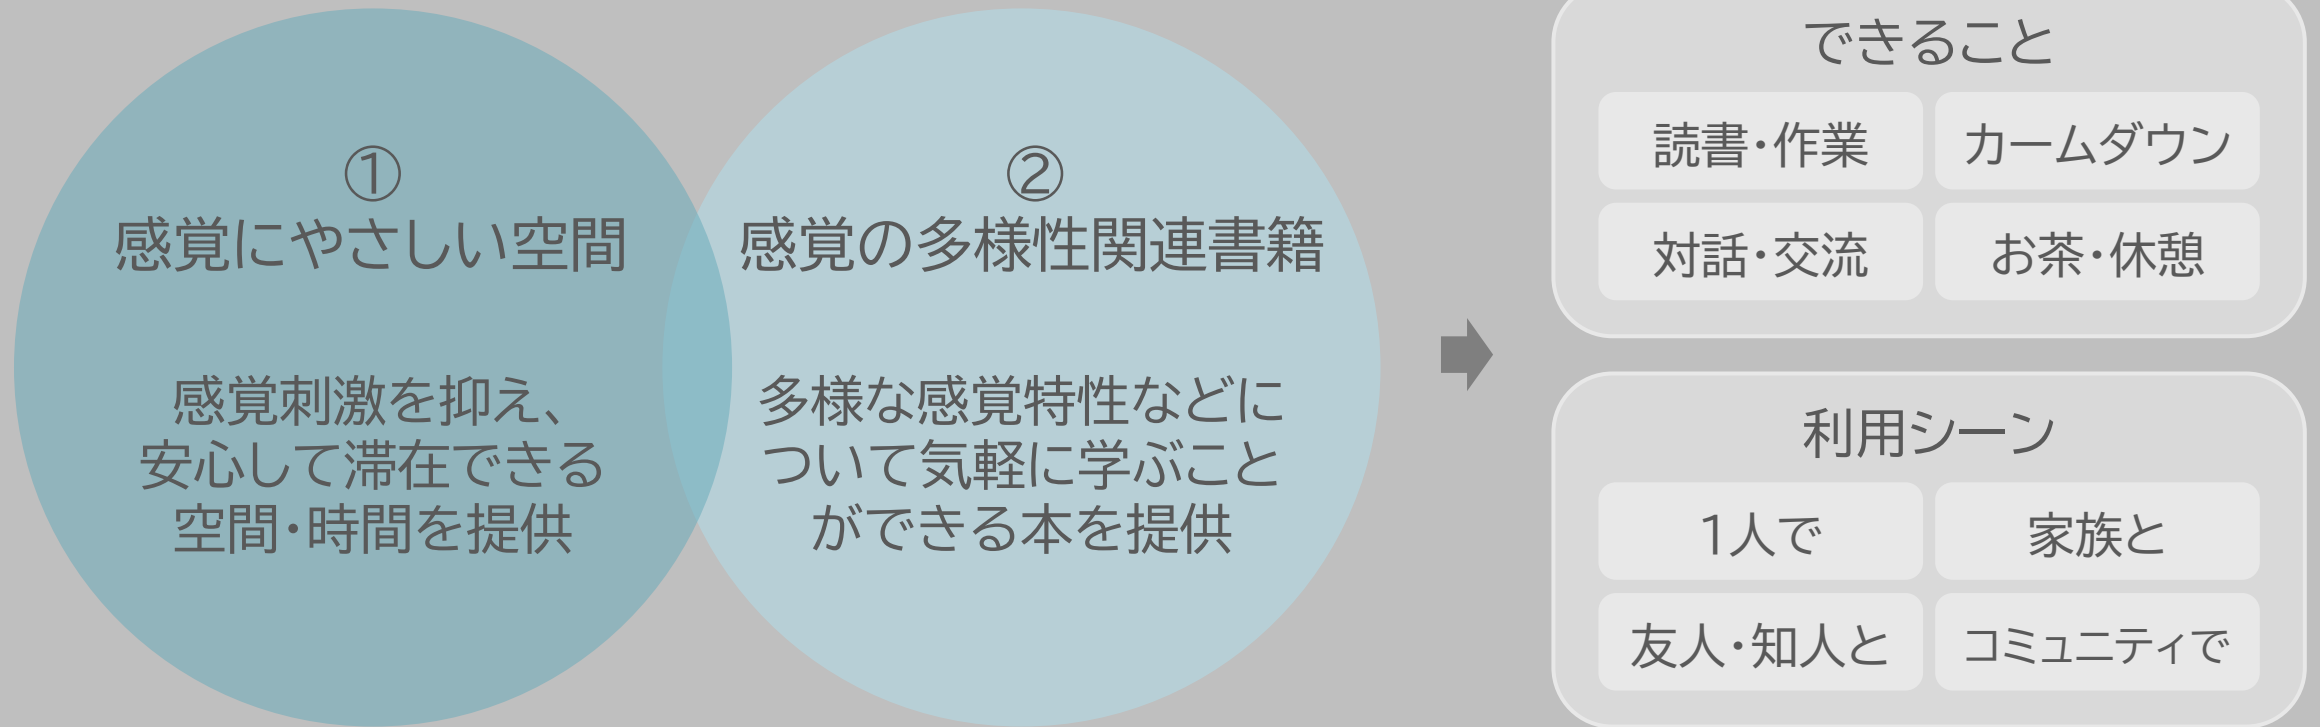 ①
感覚にやさしい空間
感覚刺激を抑え、
安心して滞在できる
空間・時間を提供
②
感覚の多様性関連書籍
多様な感覚特性などに
ついて気軽に学ぶこと
ができる本を提供
できること
読書・作業
カームダウン
対話・交流
お茶・休憩
利用シーン
1人で
家族と
友人・知人と
コミュニティで